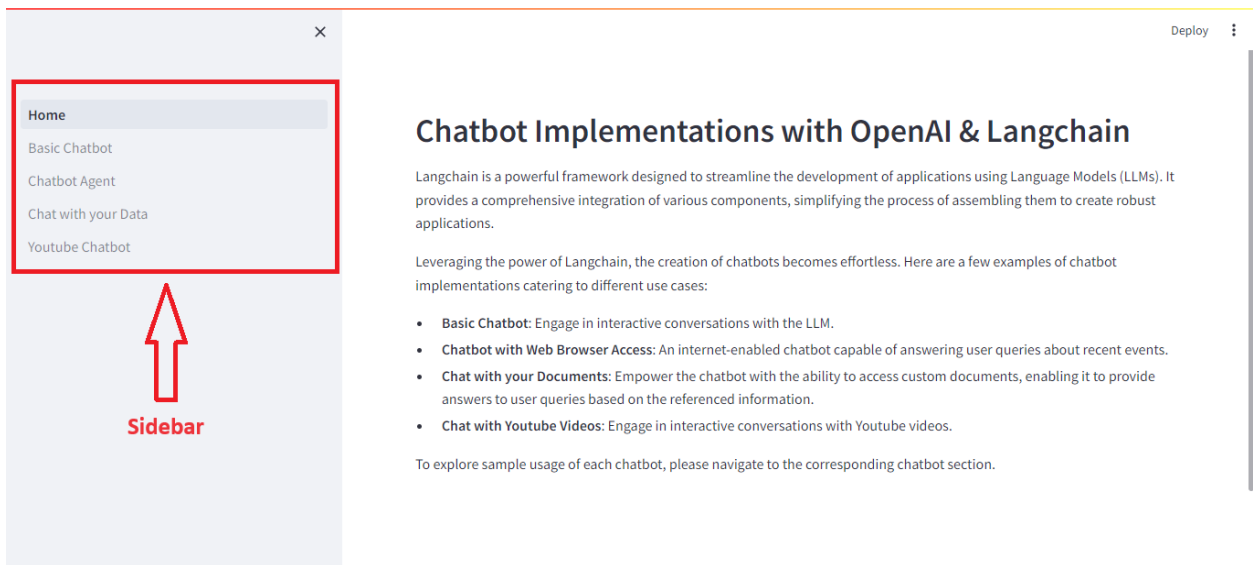 Deploy
Home
Basic Chatbot
Chatbot Agent
Chat with your Data
Youtube Chatbot
Sidebar
Chatbot Implementations with OpenAI & Langchain
Langchain is a powerful framework designed to streamline the development of applications using Language Models (LLMs). It
provides a comprehensive integration of various components, simplifying the process of assembling them to create robust
applications.
Leveraging the power of Langchain, the creation of chatbots becomes effortless. Here are a few examples of chatbot
implementations catering to different use cases:
• Basic Chatbot: Engage in interactive conversations with the LLM.
• Chatbot with Web Browser Access: An internet-enabled chatbot capable of answering user queries about recent events.
• Chat with your Documents: Empower the chatbot with the ability to access custom documents, enabling it to provide
answers to user queries based on the referenced information.
• Chat with Youtube Videos: Engage in interactive conversations with Youtube videos.
To explore sample usage of each chatbot, please navigate to the corresponding chatbot section.